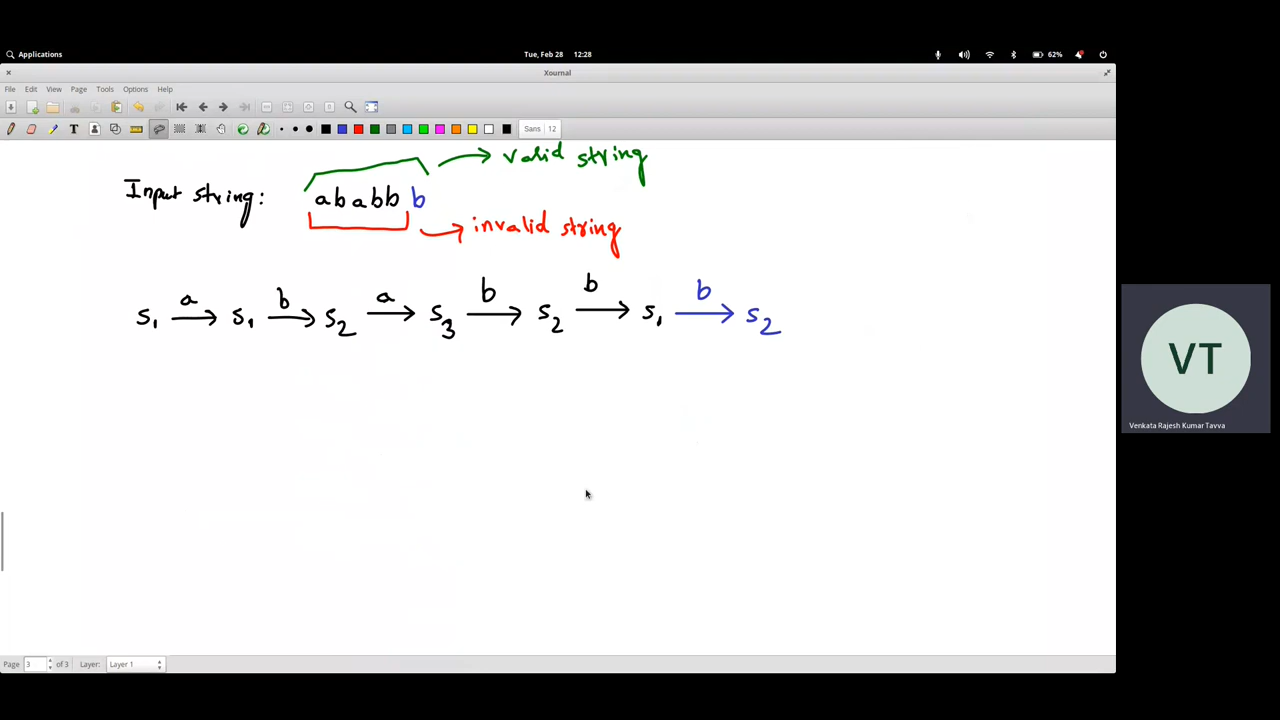 Applications
Tue, Feb 28 12:28
62%
Xournal
File Edit View Page Tools Options Help
Sans 12
valid string
Input string: ababb b
invalid string
a b a b b b
S1 → S1 → S2 → S3 → S2 → S1 → S2
VT
Venkata Rajesh Kumar Tavva
Page 3 of 3 Layer: Layer 1